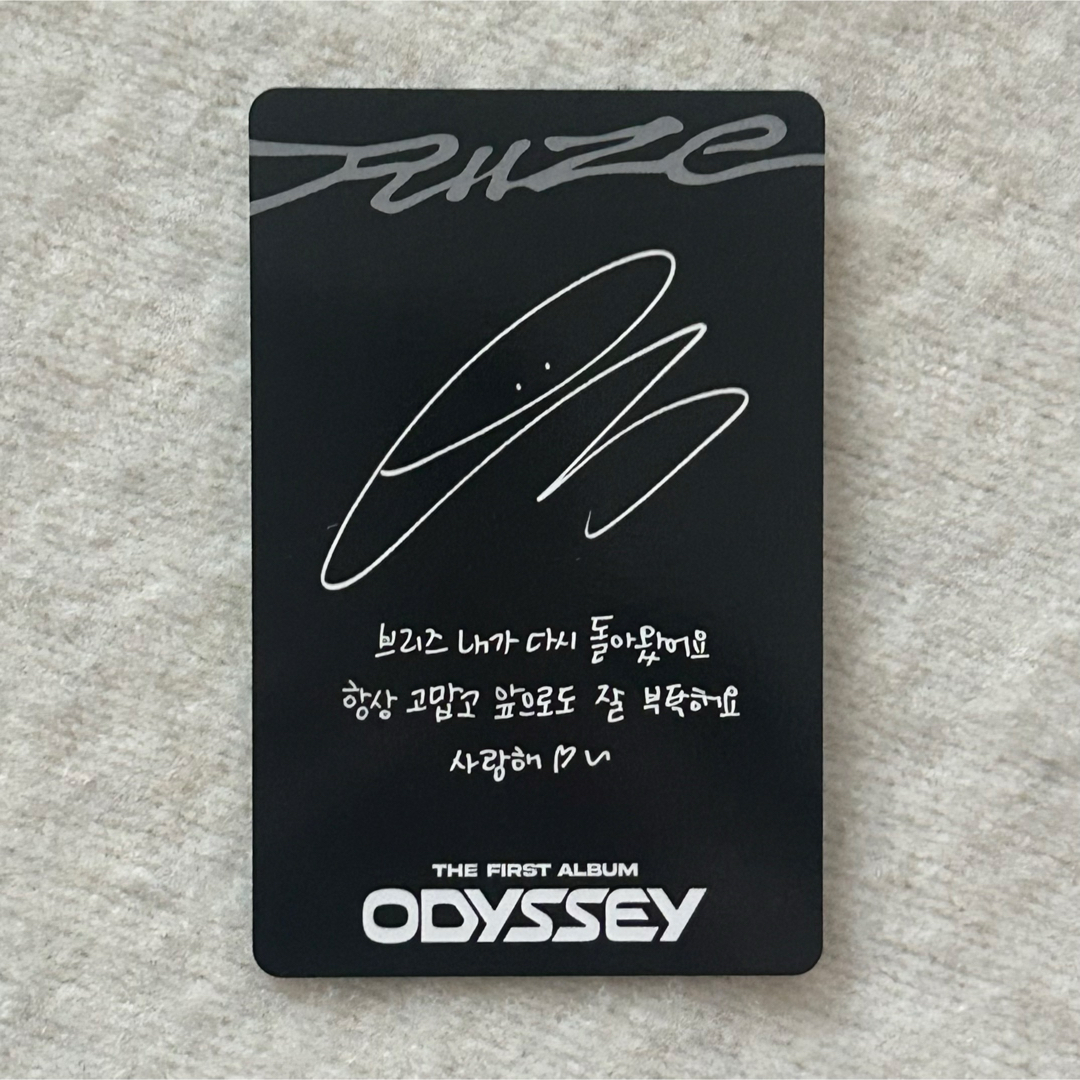 RIIZE
브리즈 내가 다시 돌아왔어요
항상 고맙고 앞으로도 잘 부탁해요
사랑해 ♡
THE FIRST ALBUM
ODYSSEY